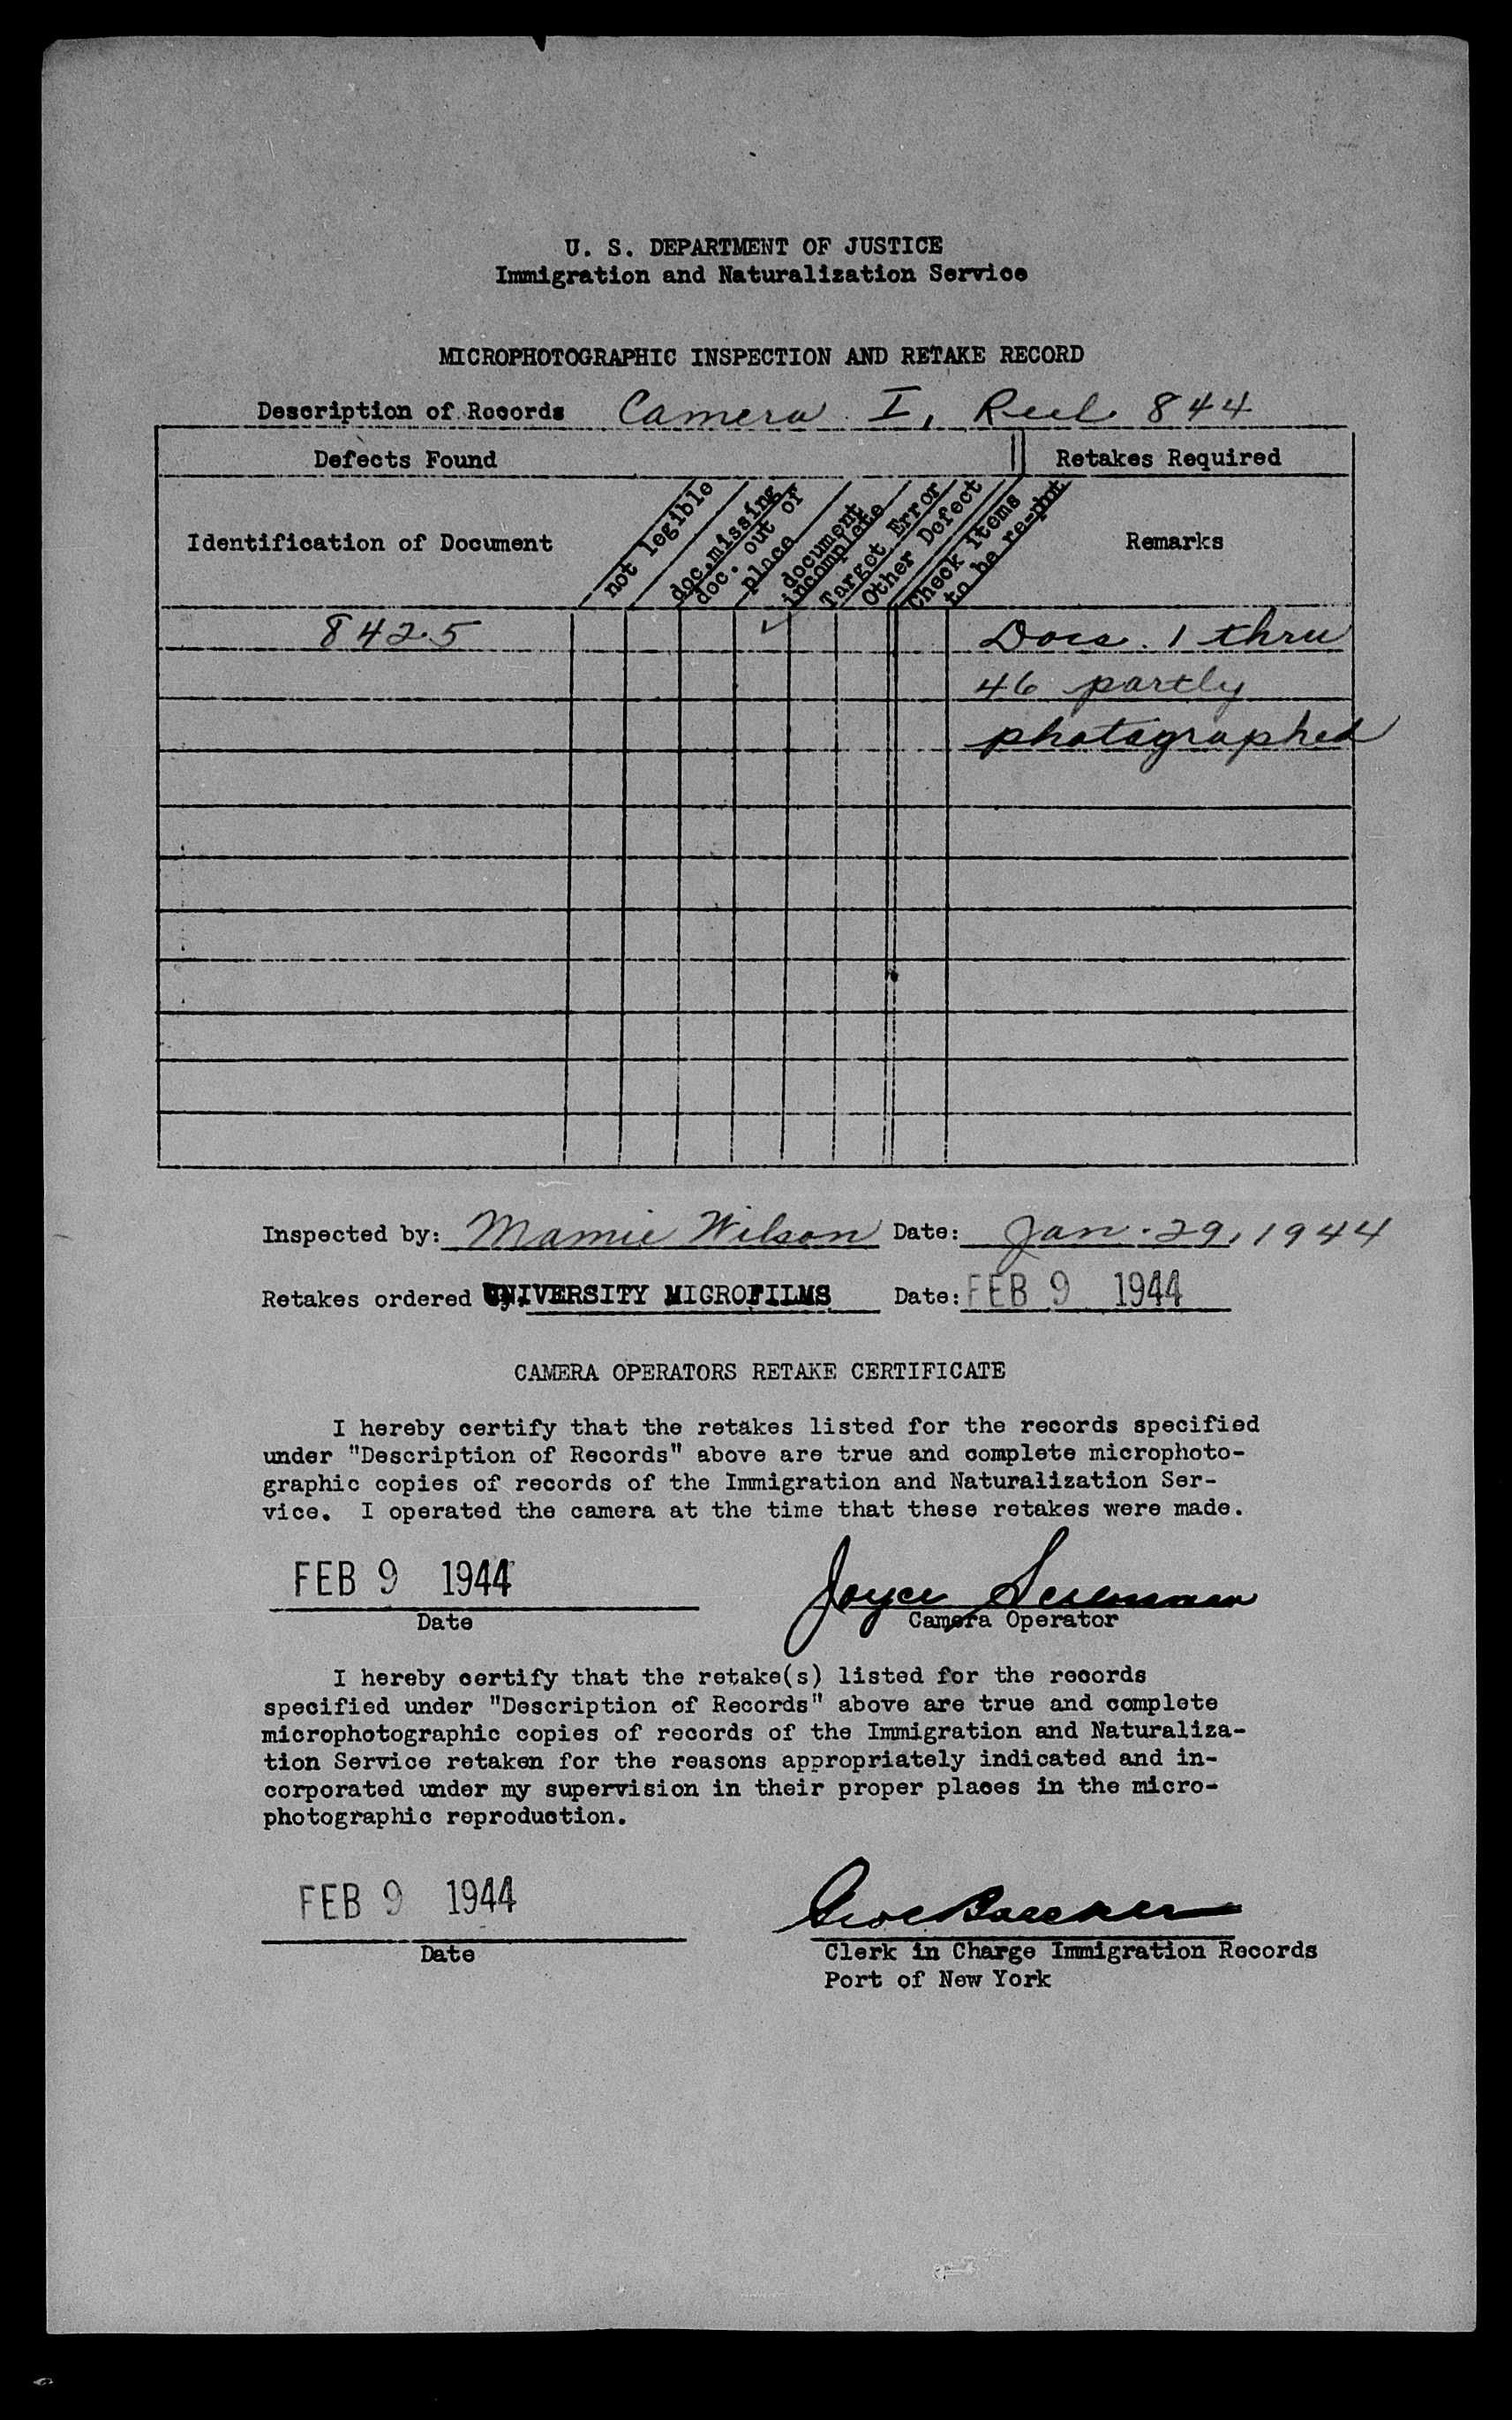 U. S. DEPARTMENT OF JUSTICE
Immigration and Naturalization Service
MICROPHOTOGRAPHIC INSPECTION AND RETAKE RECORD
Description of Records Camera I, Reel 844
Defects Found
Retakes Required
Identification of Document
not legible
doc. missing
doc. out of
place
document
incomplete
Target Error
Other Defect
Check items
to be re-phot
Remarks
8425 ✓ Docs. 1 thru
46 partly
photographed
Inspected by: Mamie Wilson Date: Jan. 29, 1944
Retakes ordered UNIVERSITY MICROFILMS Date: FEB 9 1944
CAMERA OPERATORS RETAKE CERTIFICATE
I hereby certify that the retakes listed for the records specified
under "Description of Records" above are true and complete microphoto-
graphic copies of records of the Immigration and Naturalization Ser-
vice. I operated the camera at the time that these retakes were made.
FEB 9 1944 Joyce
Date Camera Operator
I hereby certify that the retake(s) listed for the records
specified under "Description of Records" above are true and complete
microphotographic copies of records of the Immigration and Naturaliza-
tion Service retaken for the reasons appropriately indicated and in-
corporated under my supervision in their proper places in the micro-
photographic reproduction.
FEB 9 1944
Date
Clerk in Charge Immigration Records
Port of New York